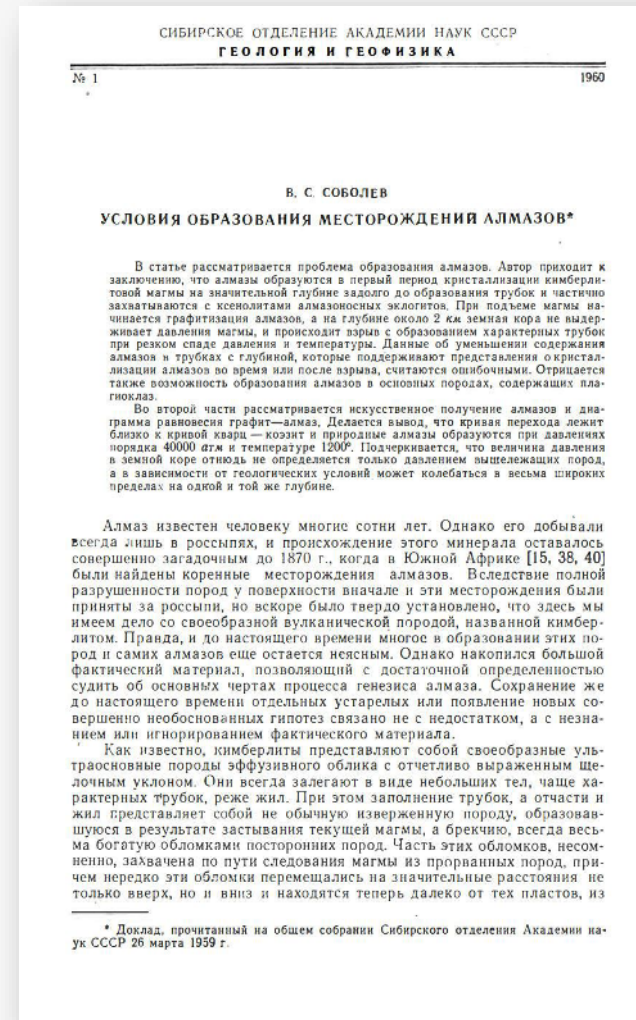 СИБИРСКОЕ ОТДЕЛЕНИЕ АКАДЕМИИ НАУК СССР
ГЕОЛОГИЯ И ГЕОФИЗИКА
№ 1 1960
В. С. СОБОЛЕВ
УСЛОВИЯ ОБРАЗОВАНИЯ МЕСТОРОЖДЕНИЙ АЛМАЗОВ*
В статье рассматривается проблема образования алмазов. Автор приходит к
заключению, что алмазы образуются в первый период кристаллизации кимберли-
товой магмы на значительной глубине задолго до образования трубок и частично
захватываются с ксенолитами алмазоносных эклогитов. При подъеме магмы на-
чинается графитизация алмазов, а на глубине около 2 км земная кора не выдер-
живает давления магмы, и происходит взрыв с образованием характерных трубок
при резком спаде давления и температуры. Данные об уменьшении содержания
алмазов в трубках с глубиной, которые поддерживают представления о кристал-
лизации алмазов во время или после взрыва, считаются ошибочными. Отрицается
также возможность образования алмазов в основных породах, содержащих пла-
гиоклаз.
Во второй части рассматривается искусственное получение алмазов и диа-
грамма равновесия графит—алмаз. Делается вывод, что кривая перехода лежит
близко к кривой кварц — коэзит и природные алмазы образуются при давлениях
порядка 40000 атм и температуре 1200°. Подчеркивается, что величина давления
в земной коре отнюдь не определяется только давлением вышележащих пород,
а в зависимости от геологических условий может колебаться в весьма широких
пределах на одной и той же глубине.
Алмаз известен человеку многие сотни лет. Однако его добывали
всегда лишь в россыпях, и происхождение этого минерала оставалось
совершенно загадочным до 1870 г., когда в Южной Африке [15, 38, 40]
были найдены коренные месторождения алмазов. Вследствие полной
разрушенности пород у поверхности вначале и эти месторождения были
приняты за россыпи, но вскоре было твердо установлено, что здесь мы
имеем дело со своеобразной вулканической породой, названной кимбер-
литом. Правда, и до настоящего времени многое в образовании этих по-
род и самих алмазов еще остается неясным. Однако накопился большой
фактический материал, позволяющий с достаточной определенностью
судить об основных чертах процесса генезиса алмаза. Сохранение же
до настоящего времени отдельных устарелых или появление новых со-
вершенно необоснованных гипотез связано не с недостатком, а с незна-
нием или игнорированием фактического материала.
Как известно, кимберлиты представляют собой своеобразные уль-
траосновные породы эффузивного облика с отчетливо выраженным ще-
лочным уклоном. Они всегда залегают в виде небольших тел, чаще ха-
рактерных трубок, реже жил. При этом заполнение трубок, а отчасти и
жил представляет собой не обычную изверженную породу, образовав-
шуюся в результате застывания текущей магмы, а брекчию, всегда весь-
ма богатую обломками посторонних пород. Часть этих обломков, несом-
ненно, захвачена по пути следования магмы из прорванных пород, при-
чем нередко эти обломки перемещались на значительные расстояния не
только вверх, но и вниз и находятся теперь далеко от тех пластов, из
* Доклад, прочитанный на общем собрании Сибирского отделения Академии на-
ук СССР 26 марта 1959 г.